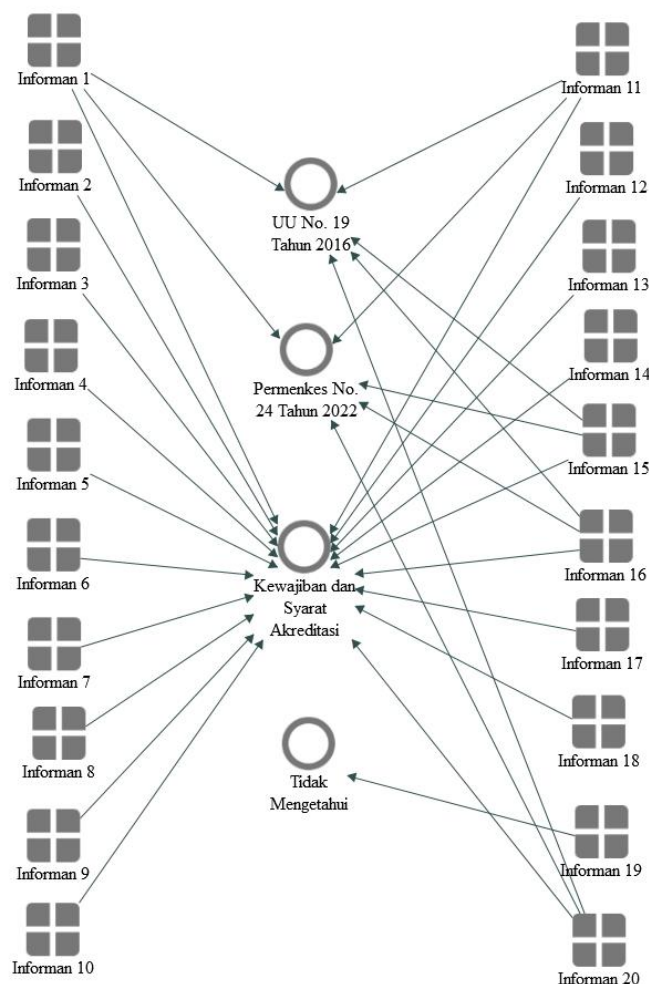 Informan 1
Informan 2
Informan 3
Informan 4
Informan 5
Informan 6
Informan 7
Informan 8
Informan 9
Informan 10
UU No. 19
Tahun 2016
Permenkes No.
24 Tahun 2022
Kewajiban dan
Syarat
Akreditasi
Tidak
Mengetahui
Informan 11
Informan 12
Informan 13
Informan 14
Informan 15
Informan 16
Informan 17
Informan 18
Informan 19
Informan 20